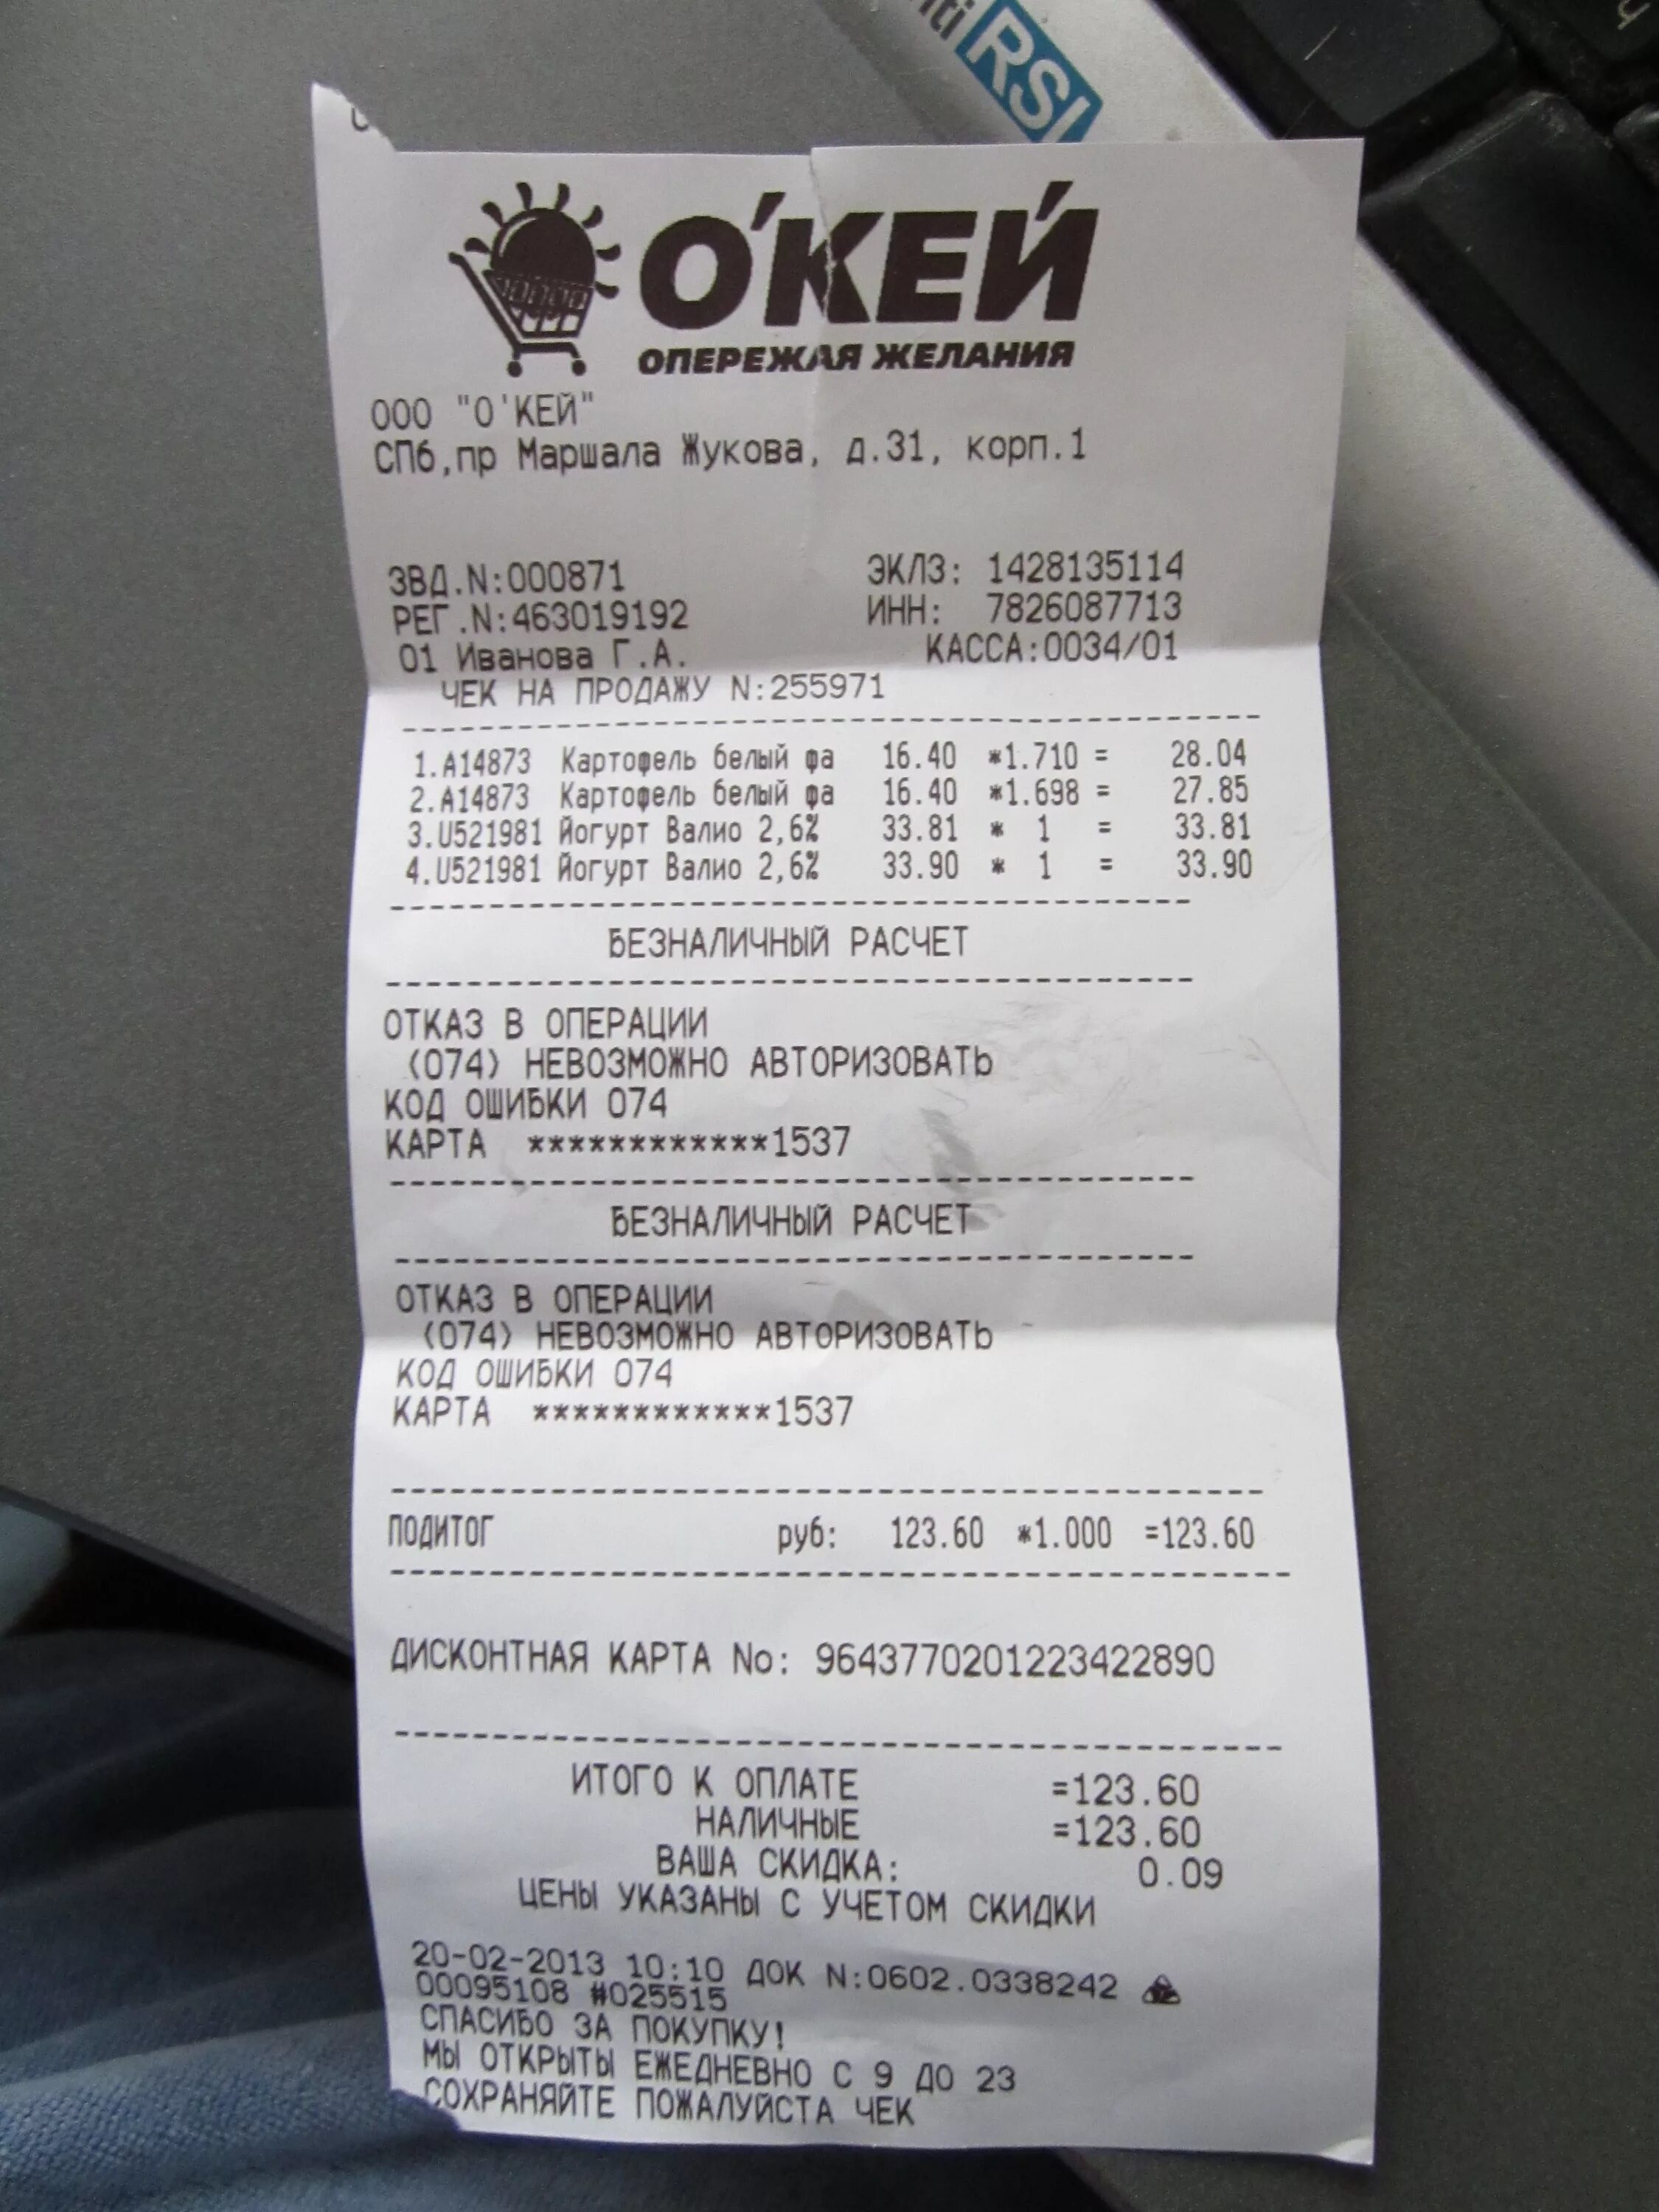 RSL
О'КЕЙ
ОПЕРЕЖАЯ ЖЕЛАНИЯ
ООО "О'КЕЙ"
СПб,пр Маршала Жукова, д.31, корп.1
ЗВД.N:000871 ЭКЛЗ: 1428135114
РЕГ.N:463019192 ИНН: 7826087713
01 Иванова Г.А. КАССА:0034/01
ЧЕК НА ПРОДАЖУ N:255971
1.A14873 Картофель белый фа 16.40 *1.710 = 28.04
2.A14873 Картофель белый фа 16.40 *1.698 = 27.85
3.U521981 Йогурт Валио 2,6% 33.81 * 1 = 33.81
4.U521981 Йогурт Валио 2,6% 33.90 * 1 = 33.90
БЕЗНАЛИЧНЫЙ РАСЧЕТ
ОТКАЗ В ОПЕРАЦИИ
(074) НЕВОЗМОЖНО АВТОРИЗОВАТЬ
КОД ОШИБКИ 074
КАРТА ************1537
БЕЗНАЛИЧНЫЙ РАСЧЕТ
ОТКАЗ В ОПЕРАЦИИ
(074) НЕВОЗМОЖНО АВТОРИЗОВАТЬ
КОД ОШИБКИ 074
КАРТА ************1537
ПОДИТОГ руб: 123.60 *1.000 =123.60
ДИСКОНТНАЯ КАРТА No: 9643770201223422890
ИТОГО К ОПЛАТЕ =123.60
НАЛИЧНЫЕ =123.60
ВАША СКИДКА: 0.09
ЦЕНЫ УКАЗАНЫ С УЧЕТОМ СКИДКИ
20-02-2013 10:10 ДОК N:0602.0338242
00095108 #025515
СПАСИБО ЗА ПОКУПКУ!
МЫ ОТКРЫТЫ ЕЖЕДНЕВНО С 9 ДО 23
СОХРАНЯЙТЕ ПОЖАЛУЙСТА ЧЕК